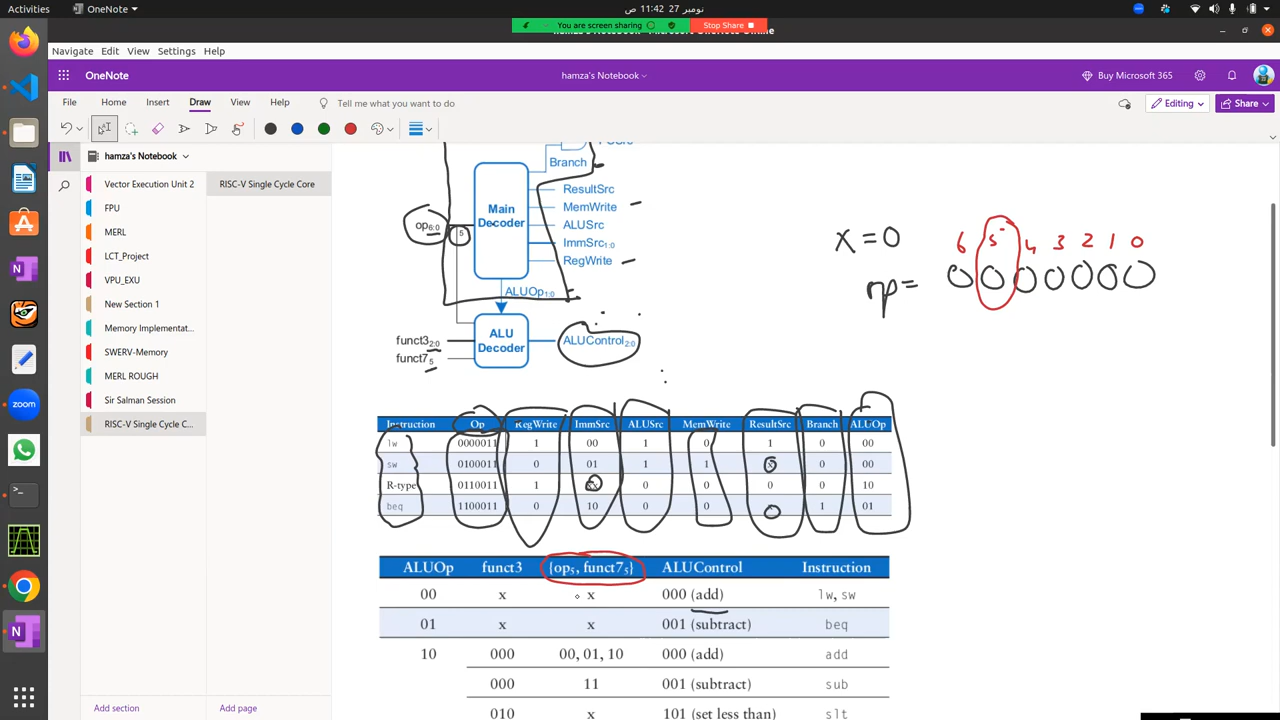 Activities
OneNote
نومبر 27 11:42 ص
You are screen sharing
Stop Share
Navigate Edit View Settings Help
OneNote
hamza's Notebook
Buy Microsoft 365
File Home Insert Draw View Help
Tell me what you want to do
Editing
Share
hamza's Notebook
Vector Execution Unit 2
FPU
MERL
LCT_Project
VPU_EXU
New Section 1
Memory Implementat...
SWERV-Memory
MERL ROUGH
Sir Salman Session
RISC-V Single Cycle C...
RISC-V Single Cycle Core
Add section
Add page
Branch
Main Decoder
ResultSrc
MemWrite
ALUSrc
ImmSrc1:0
RegWrite
op6:0
5
ALUOp1:0
funct32:0
funct75
ALU Decoder
ALUControl2:0
x = 0
6 5 4 3 2 1 0
op = 0 0 0 0 0 0 0
Instruction Op RegWrite ImmSrc ALUSrc MemWrite ResultSrc Branch ALUOp
lw 0000011 1 00 1 0 1 0 00
sw 0100011 0 01 1 1 x 0 00
R-type 0110011 1 xx 0 0 0 0 10
beq 1100011 0 10 0 0 x 1 01
ALUOp funct3 {op5, funct75} ALUControl Instruction
00 x x 000 (add) lw, sw
01 x x 001 (subtract) beq
10 000 00, 01, 10 000 (add) add
000 11 001 (subtract) sub
010 x 101 (set less than) slt